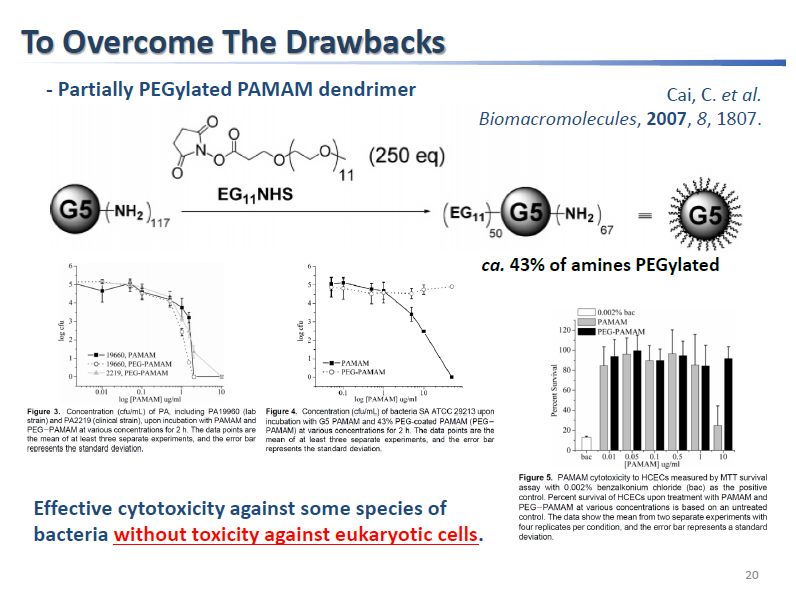 To Overcome The Drawbacks
- Partially PEGylated PAMAM dendrimer
Cai, C. et al.
Biomacromolecules, 2007, 8, 1807.
O
N
O
O
O
O
O
11
(250 eq)
EG11NHS
G5
(NH2)117
(EG11)50
G5
(NH2)67
≡
G5
ca. 43% of amines PEGylated
6
5
4
3
2
1
0
log cfu
19660, PAMAM
19660, PEG-PAMAM
2219, PEG-PAMAM
0.01
0.1
1
10
log [PAMAM] ug/ml
Figure 3. Concentration (cfu/mL) of PA, including PA19960 (lab
strain) and PA2219 (clinical strain), upon incubation with PAMAM and
PEG−PAMAM at various concentrations for 2 h. The data points are
the mean of at least three separate experiments, and the error bar
represents the standard deviation.
6
5
4
3
2
1
0
log cfu
PAMAM
PEG-PAMAM
0.1
1
10
log [PAMAM] ug/ml
Figure 4. Concentration (cfu/mL) of bacteria SA ATCC 29213 upon
incubation with G5 PAMAM and 43% PEG-coated PAMAM (PEG−
PAMAM) at various concentrations for 2 h. The data points are the
mean of at least three separate experiments, and the error bar
represents the standard deviation.
0.002% bac
PAMAM
PEG-PAMAM
120
100
80
60
40
20
0
Percent Survival
bac
0.01
0.05
0.1
0.5
1
10
[PAMAM] ug/ml
Figure 5. PAMAM cytotoxicity to HCECs measured by MTT survival
assay with 0.002% benzalkonium chloride (bac) as the positive
control. Percent survival of HCECs upon treatment with PAMAM and
PEG−PAMAM at various concentrations is based on an untreated
control. The data show the mean from two separate experiments with
four replicates per condition, and the error bar represents a standard
deviation.
Effective cytotoxicity against some species of
bacteria without toxicity against eukaryotic cells.
20